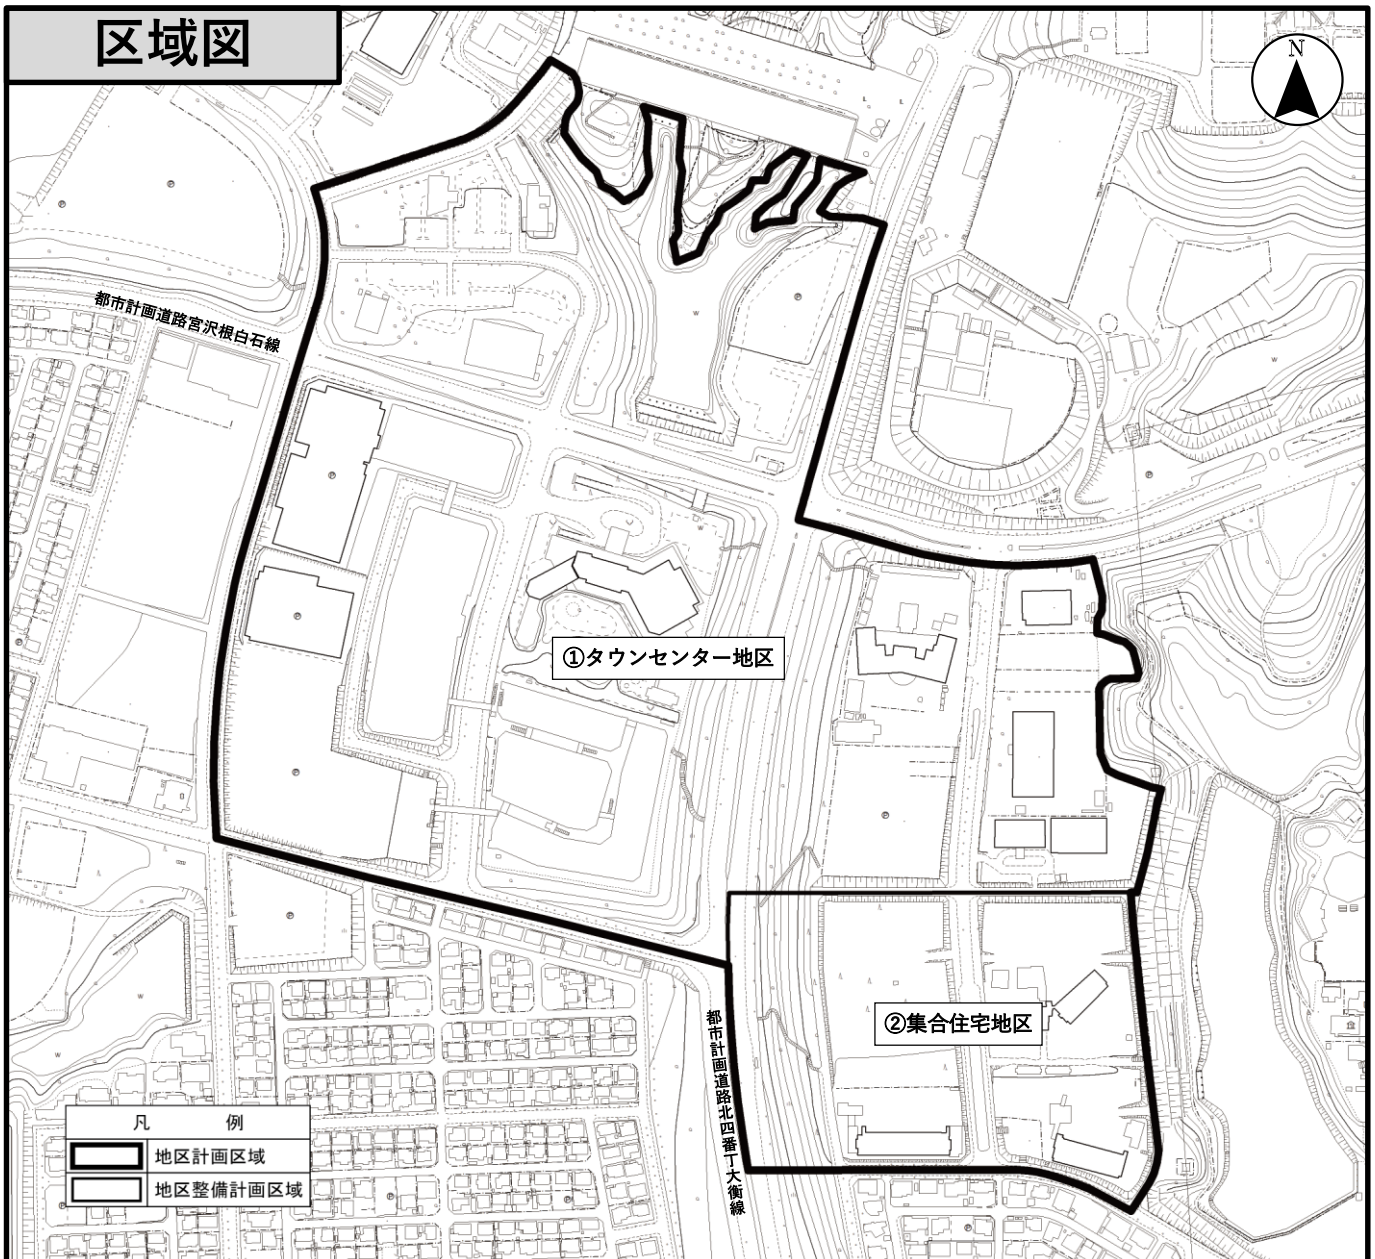 区域図
N
都市計画道路宮沢根白石線
①タウンセンター地区
②集合住宅地区
都市計画道路北四番丁大衡線
凡 例
地区計画区域
地区整備計画区域